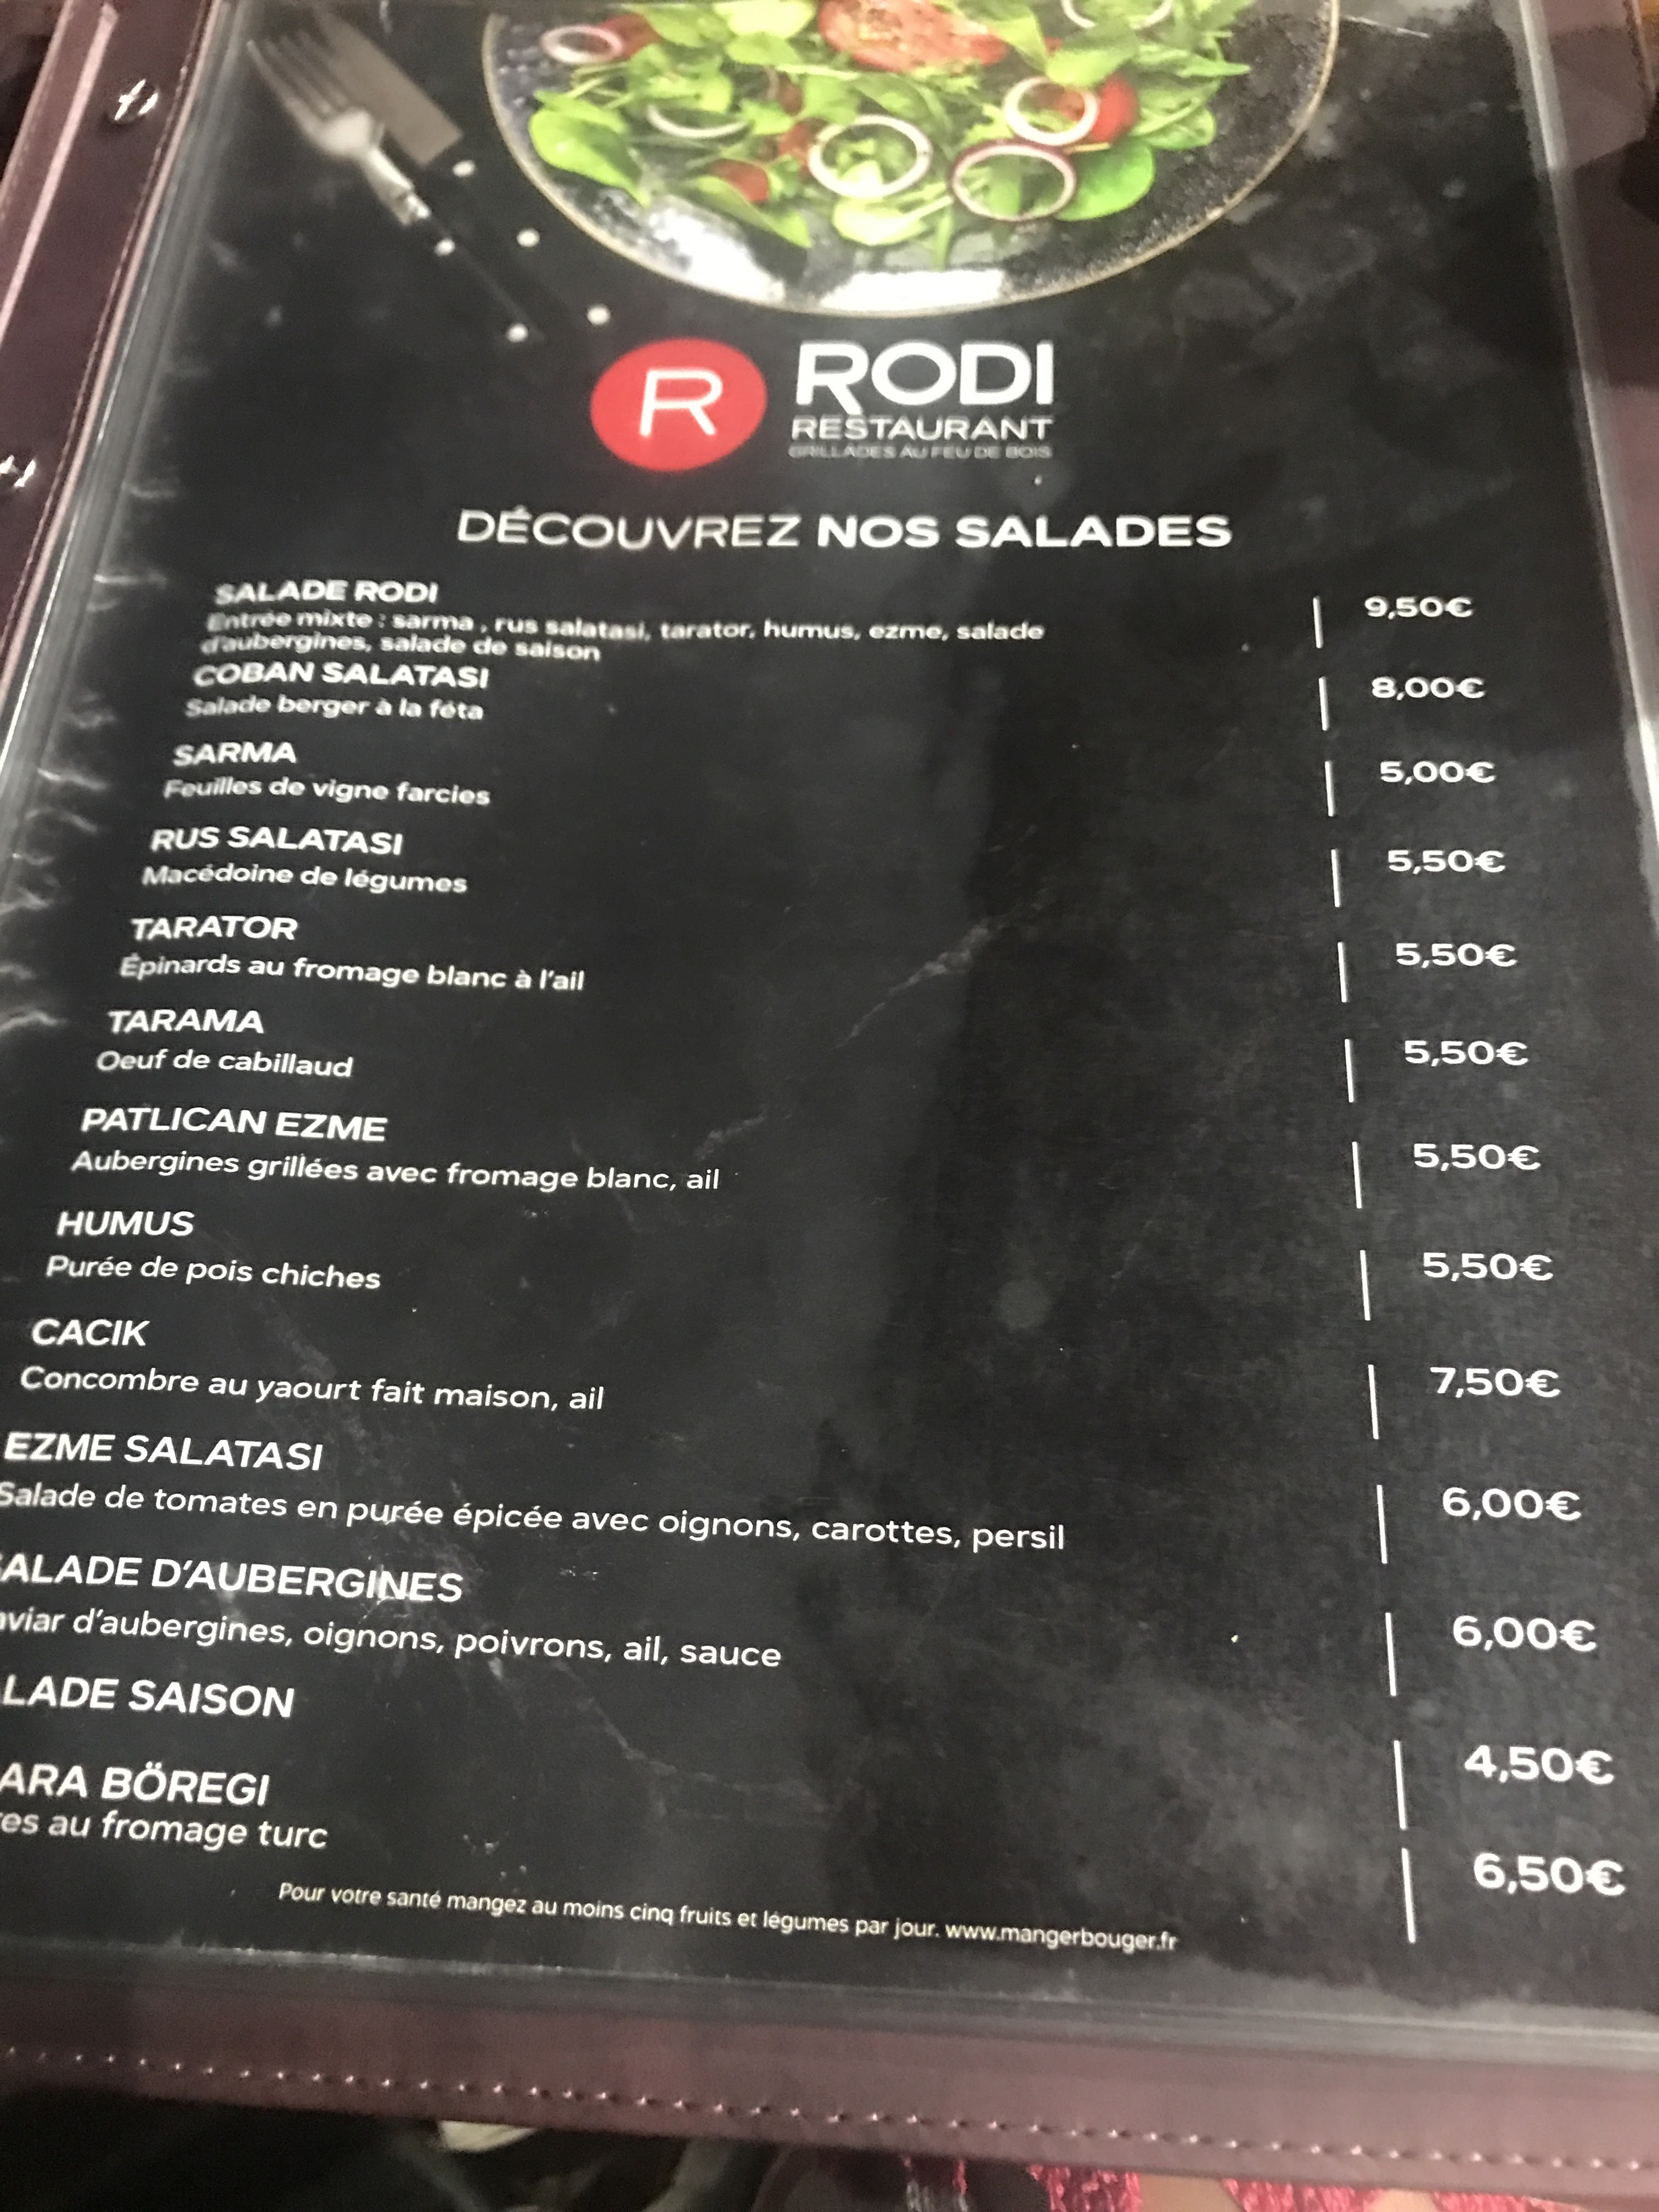 R
RODI
RESTAURANT
GRILLADES AU FEU DE BOIS
DÉCOUVREZ NOS SALADES
SALADE RODI
9,50€
Entrée mixte : sarma , rus salatasi, tarator, humus, ezme, salade
d'aubergines, salade de saison
COBAN SALATASI
8,00€
Salade berger à la féta
SARMA
5,00€
Feuilles de vigne farcies
RUS SALATASI
5,50€
Macédoine de légumes
TARATOR
5,50€
Épinards au fromage blanc à l'ail
TARAMA
5,50€
Oeuf de cabillaud
PATLICAN EZME
5,50€
Aubergines grillées avec fromage blanc, ail
HUMUS
5,50€
Purée de pois chiches
CACIK
7,50€
Concombre au yaourt fait maison, ail
EZME SALATASI
6,00€
Salade de tomates en purée épicée avec oignons, carottes, persil
ALADE D'AUBERGINES
6,00€
aviar d'aubergines, oignons, poivrons, ail, sauce
LADE SAISON
4,50€
ARA BÖREGI
6,50€
es au fromage turc
Pour votre santé mangez au moins cinq fruits et légumes par jour. www.mangerbouger.fr